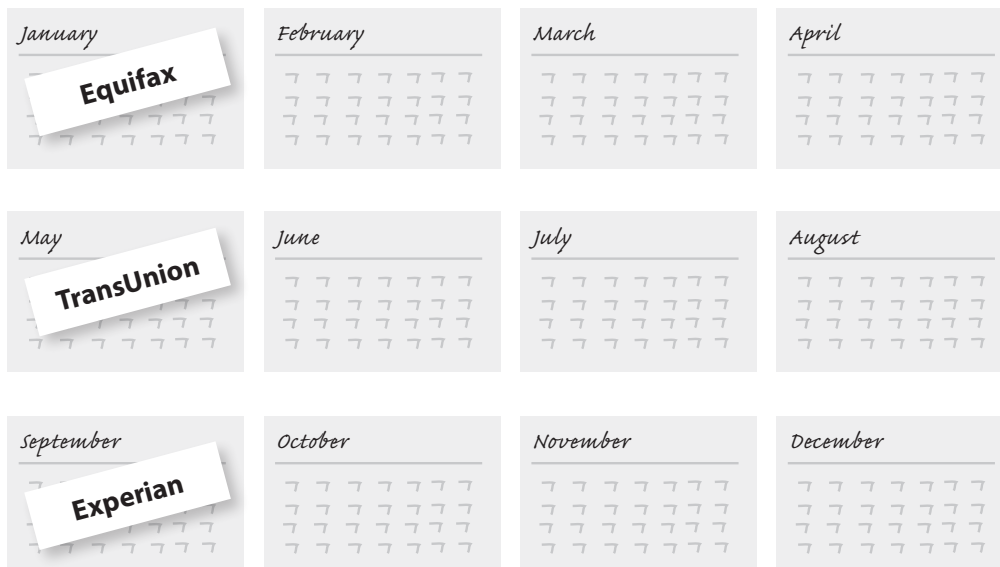 January
Equifax
February
March
April
May
TransUnion
June
July
August
September
Experian
October
November
December